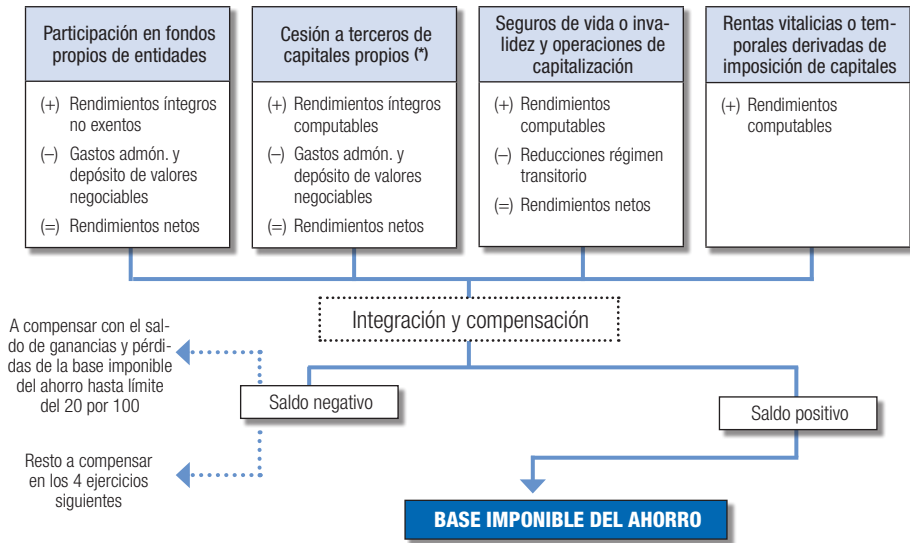 Participación en fondos
propios de entidades
(+) Rendimientos íntegros
no exentos
(–) Gastos admón. y
depósito de valores
negociables
(=) Rendimientos netos
Cesión a terceros de
capitales propios (*)
(+) Rendimientos íntegros
computables
(–) Gastos admón. y
depósito de valores
negociables
(=) Rendimientos netos
Seguros de vida o inva-
lidez y operaciones de
capitalización
(+) Rendimientos
computables
(–) Reducciones régimen
transitorio
(=) Rendimientos netos
Rentas vitalicias o tem-
porales derivadas de
imposición de capitales
(+) Rendimientos
computables
Integración y compensación
A compensar con el sal-
do de ganancias y pérdi-
das de la base imponible
del ahorro hasta límite
del 20 por 100
Saldo negativo
Saldo positivo
Resto a compensar
en los 4 ejercicios
siguientes
BASE IMPONIBLE DEL AHORRO